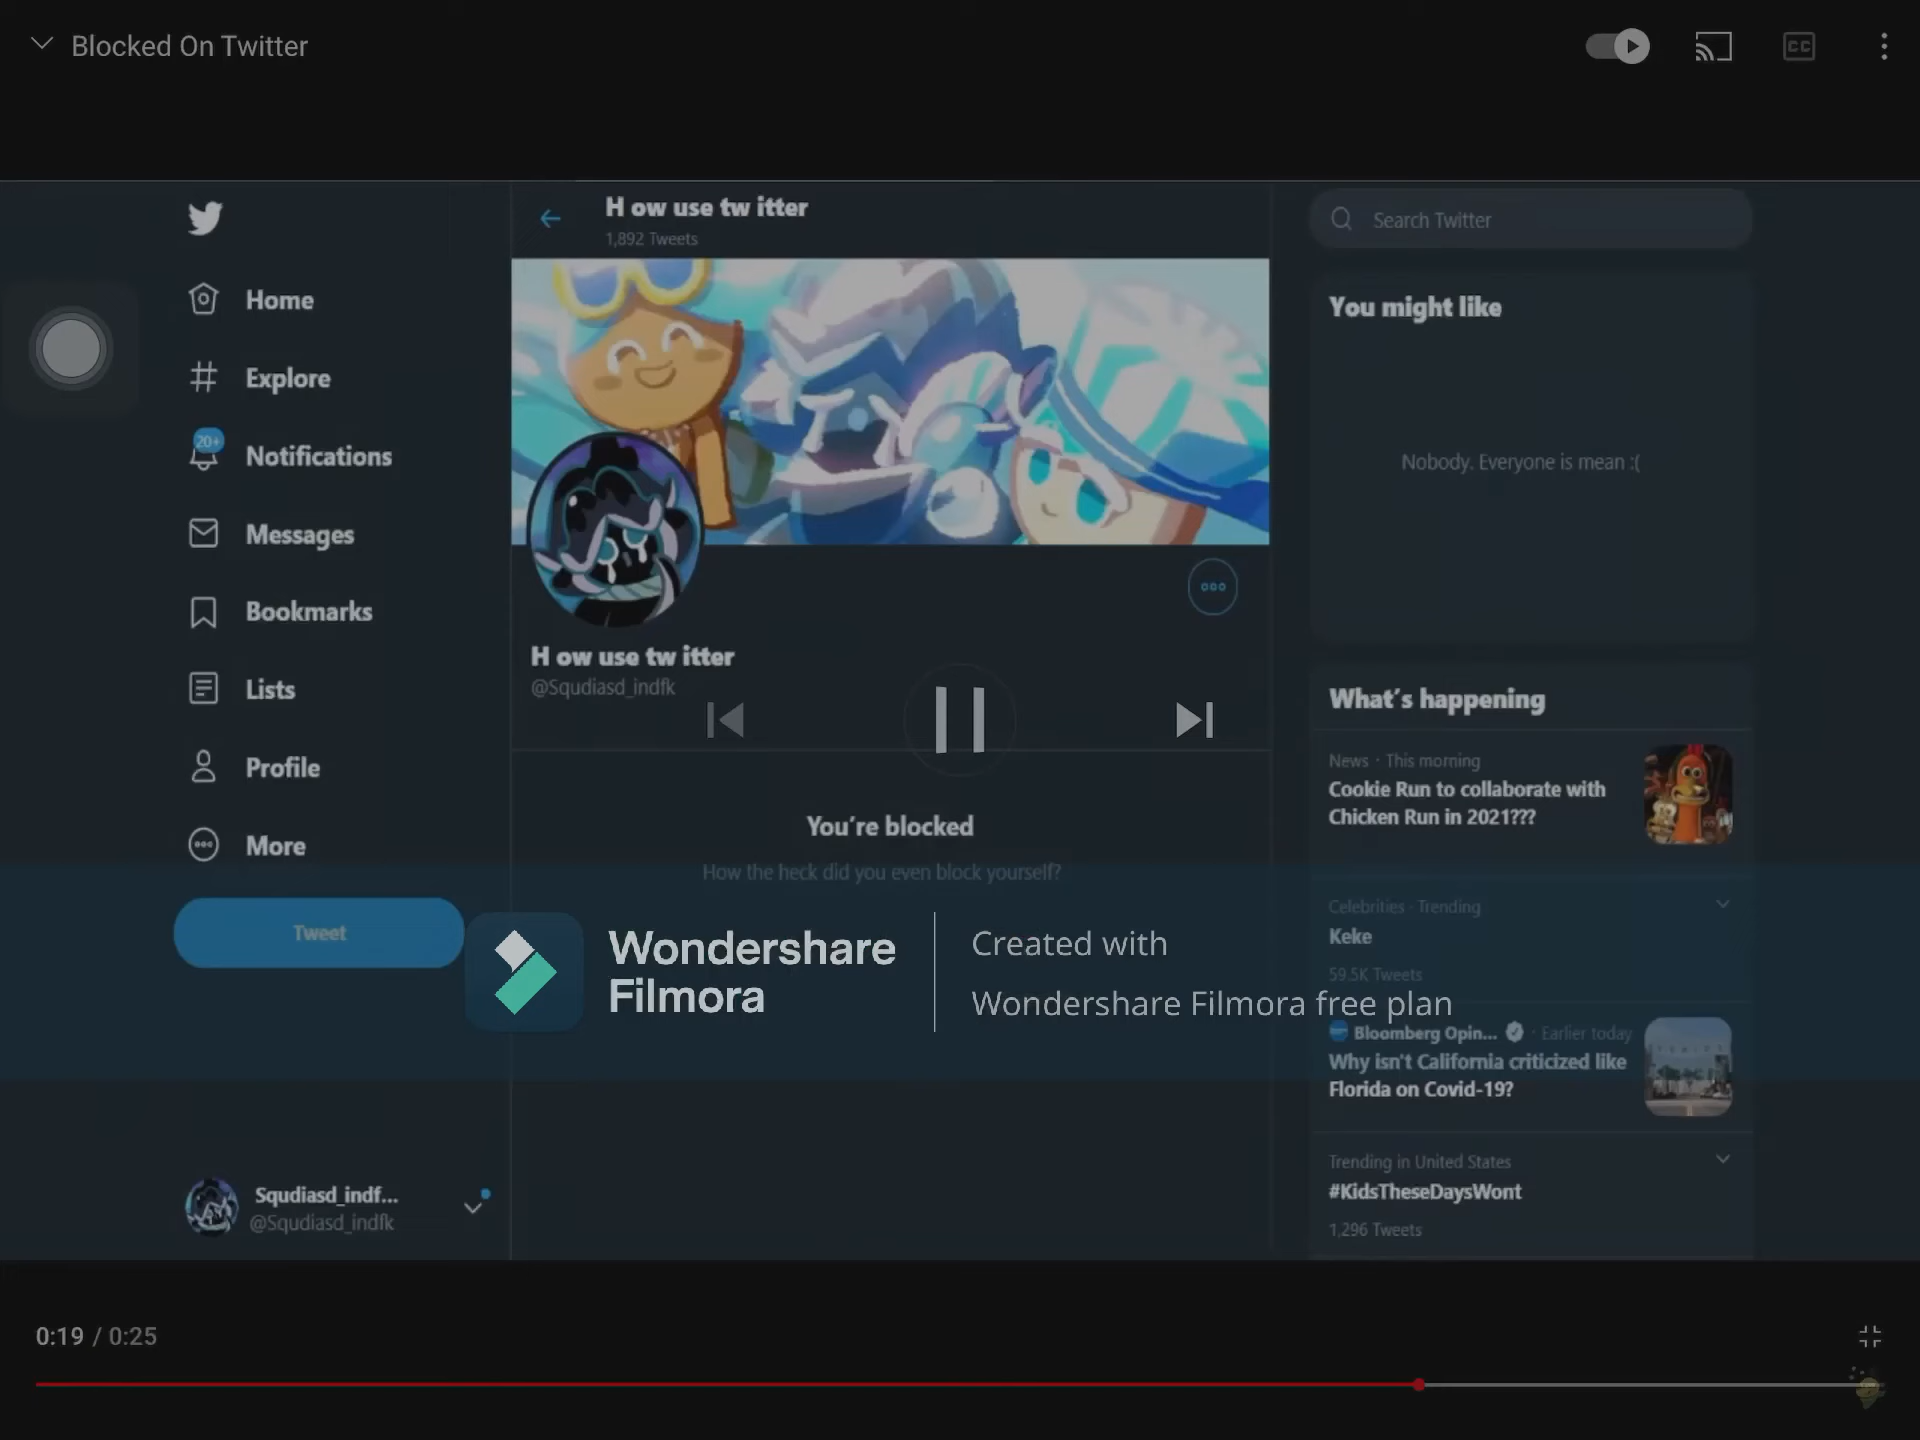 Blocked On Twitter
CC
H ow use tw itter
1,892 Tweets
Search Twitter
Home
Explore
20+
Notifications
Messages
Bookmarks
Lists
Profile
More
Tweet
H ow use tw itter
@Squdiasd_indfk
You're blocked
How the heck did you even block yourself?
You might like
Nobody. Everyone is mean :(
What's happening
News · This morning
Cookie Run to collaborate with
Chicken Run in 2021???
Celebrities · Trending
Keke
59.5K Tweets
Bloomberg Opin... · Earlier today
Why isn't California criticized like
Florida on Covid-19?
Trending in United States
#KidsTheseDaysWont
1,296 Tweets
Wondershare
Filmora
Created with
Wondershare Filmora free plan
Squdiasd_indf...
@Squdiasd_indfk
0:19 / 0:25